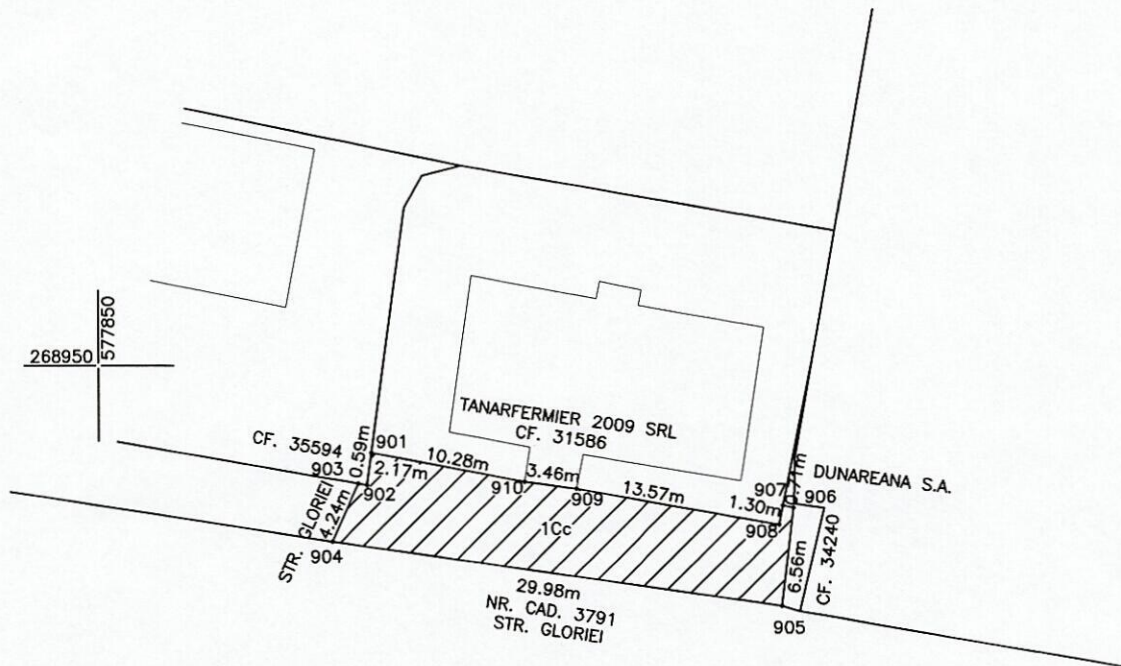 577850
268950
TANARFERMIER 2009 SRL
CF. 31586
CF. 35594
901
0.59m
10.28m
903
2.17m
902
3.46m
910
909
13.57m
907
DUNAREANA S.A.
906
1.30m
908
1Cc
STR. GLORIEI
4.24m
904
6.56m
CF. 34240
29.98m
NR. CAD. 3791
STR. GLORIEI
905